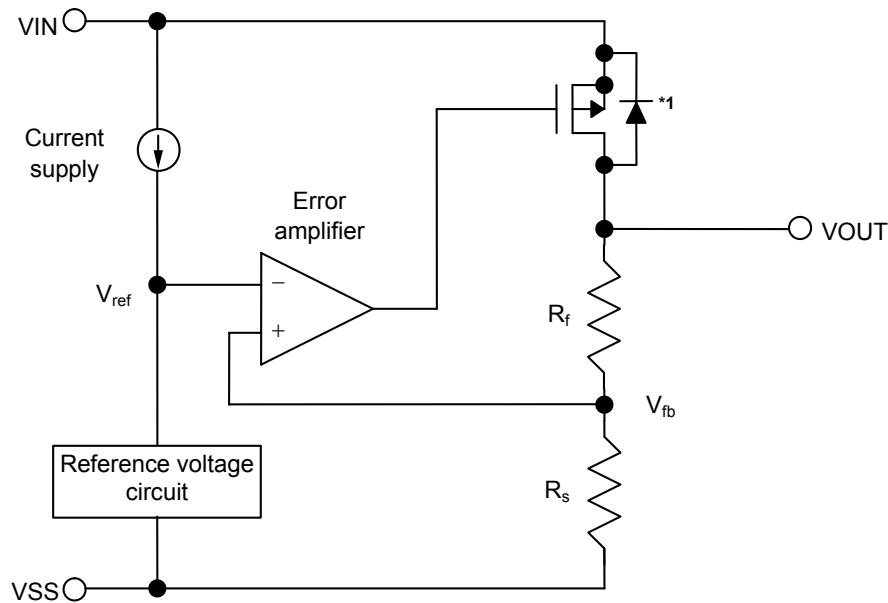 VIN
*1
Current
supply
Error
amplifier
VOUT
Vref
−
+
Rf
Vfb
Reference voltage
circuit
Rs
VSS